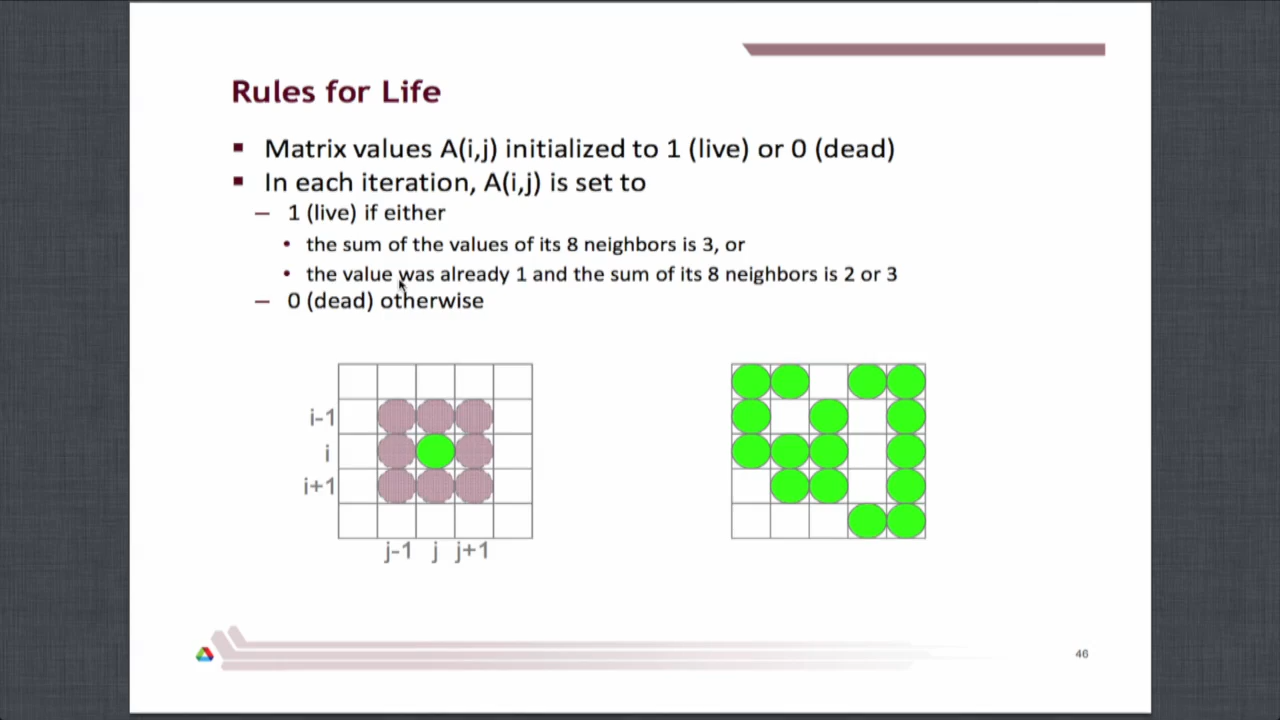 Rules for Life
Matrix values A(i,j) initialized to 1 (live) or 0 (dead)
In each iteration, A(i,j) is set to
– 1 (live) if either
• the sum of the values of its 8 neighbors is 3, or
• the value was already 1 and the sum of its 8 neighbors is 2 or 3
– 0 (dead) otherwise
i-1
i
i+1
j-1 j j+1
46